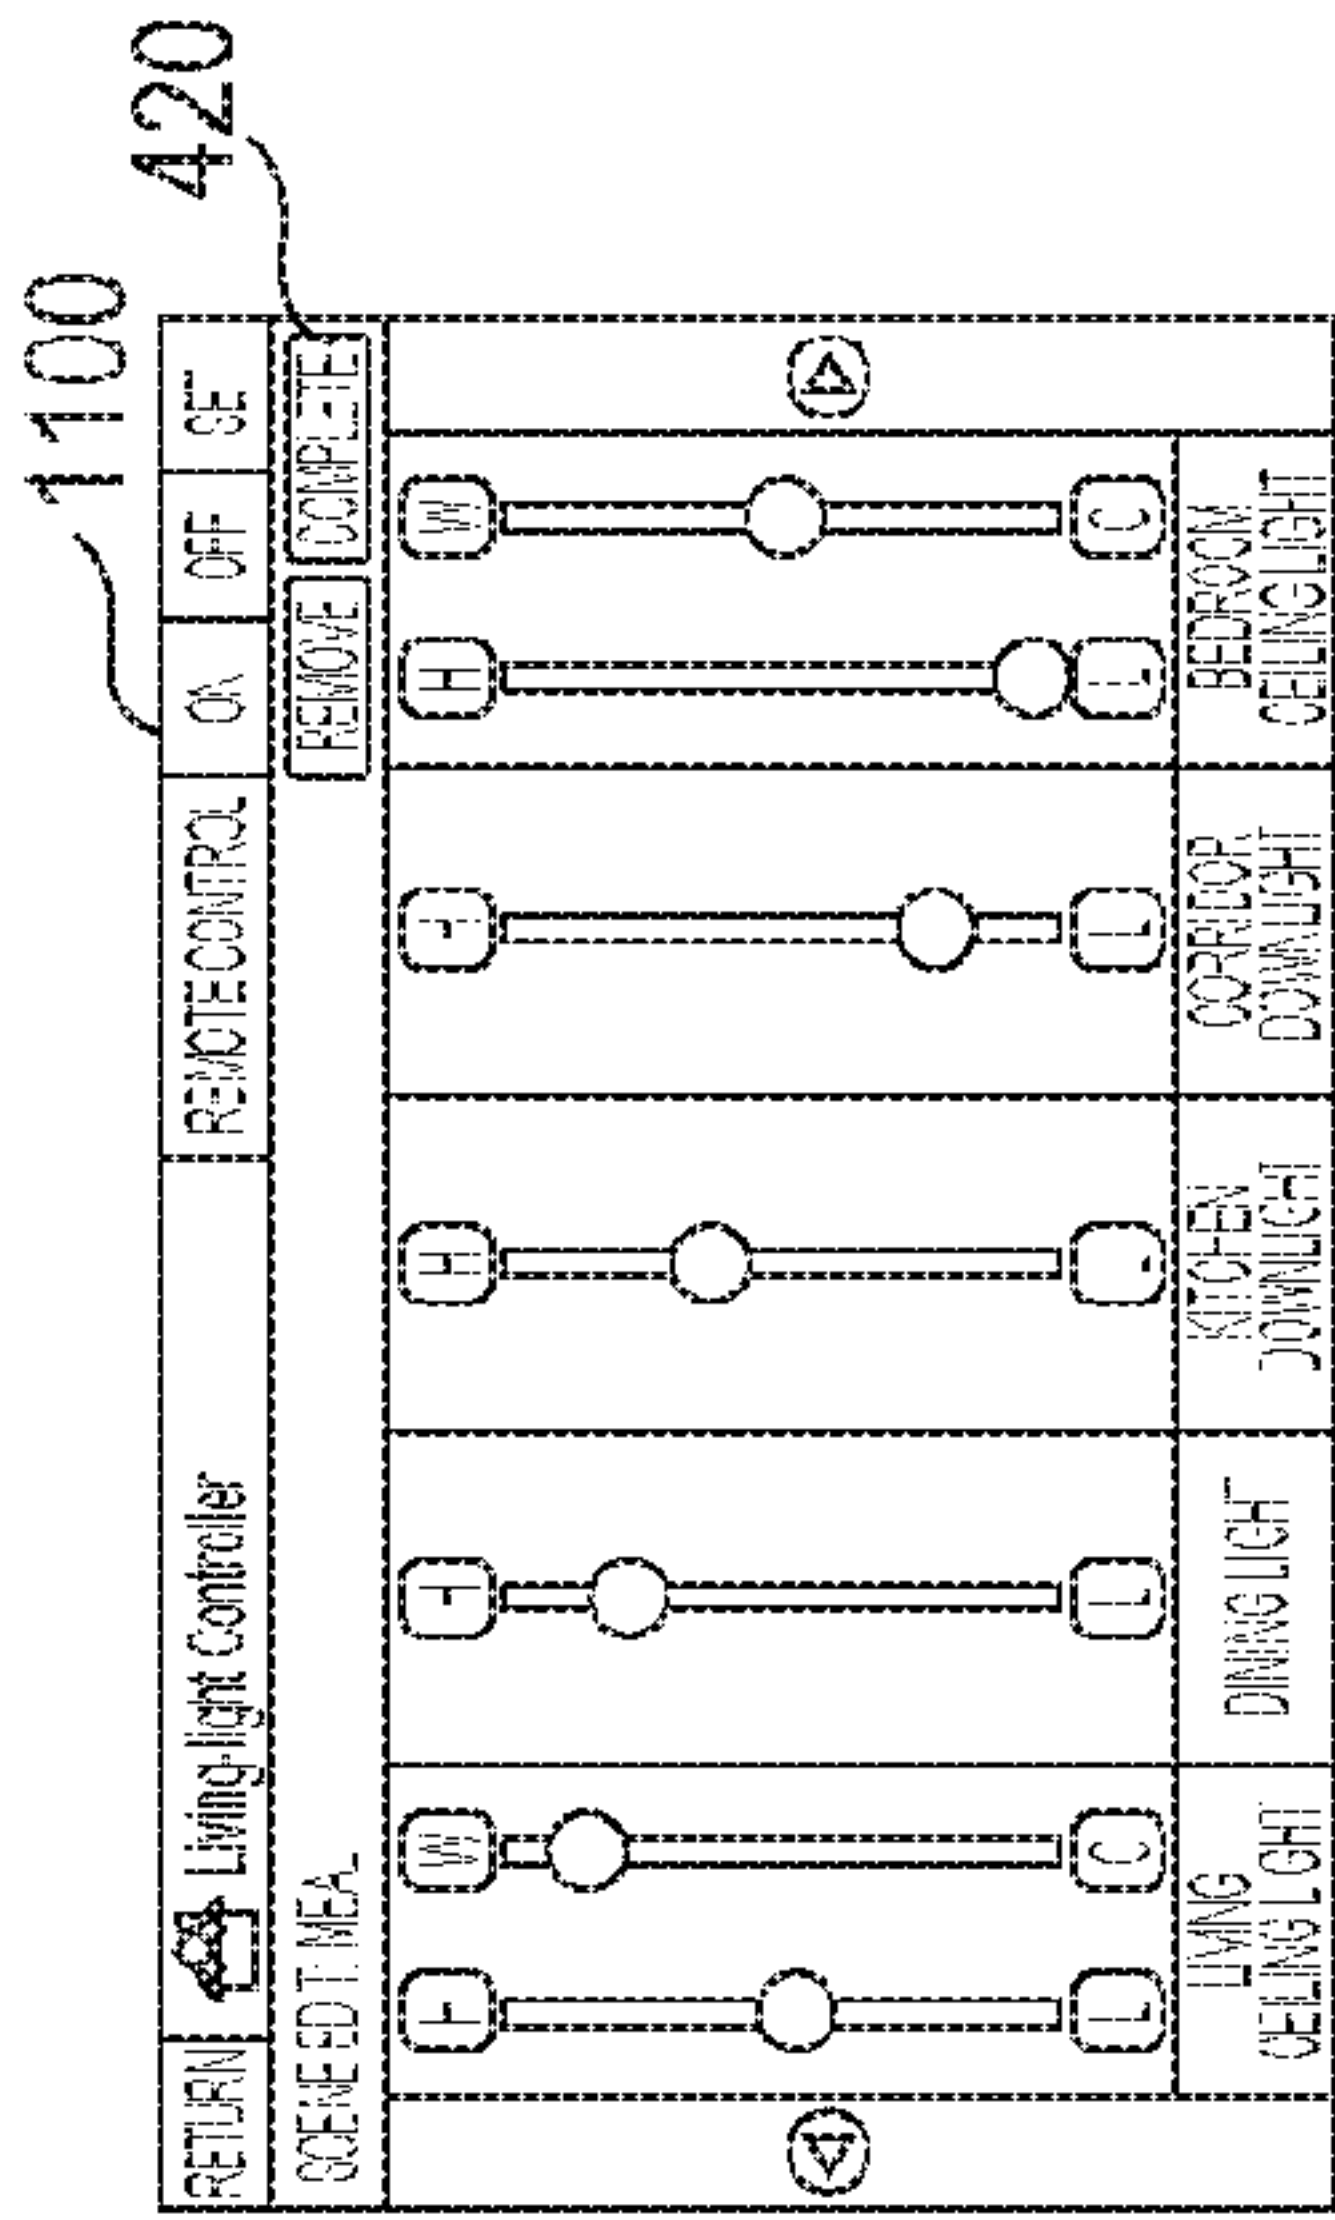 1100
420
RETURN
Living-light Controller
REMOTE CONTROL
ON
OFF
SET
SCENE EDIT: MEAL
REMOVE
COMPLETE
H
W
H
H
H
H
W
L
C
L
L
L
L
C
LIVING
CEILING LIGHT
DINING LIGHT
KITCHEN
DOWNLIGHT
CORRIDOR
DOWNLIGHT
BEDROOM
CEILING LIGHT